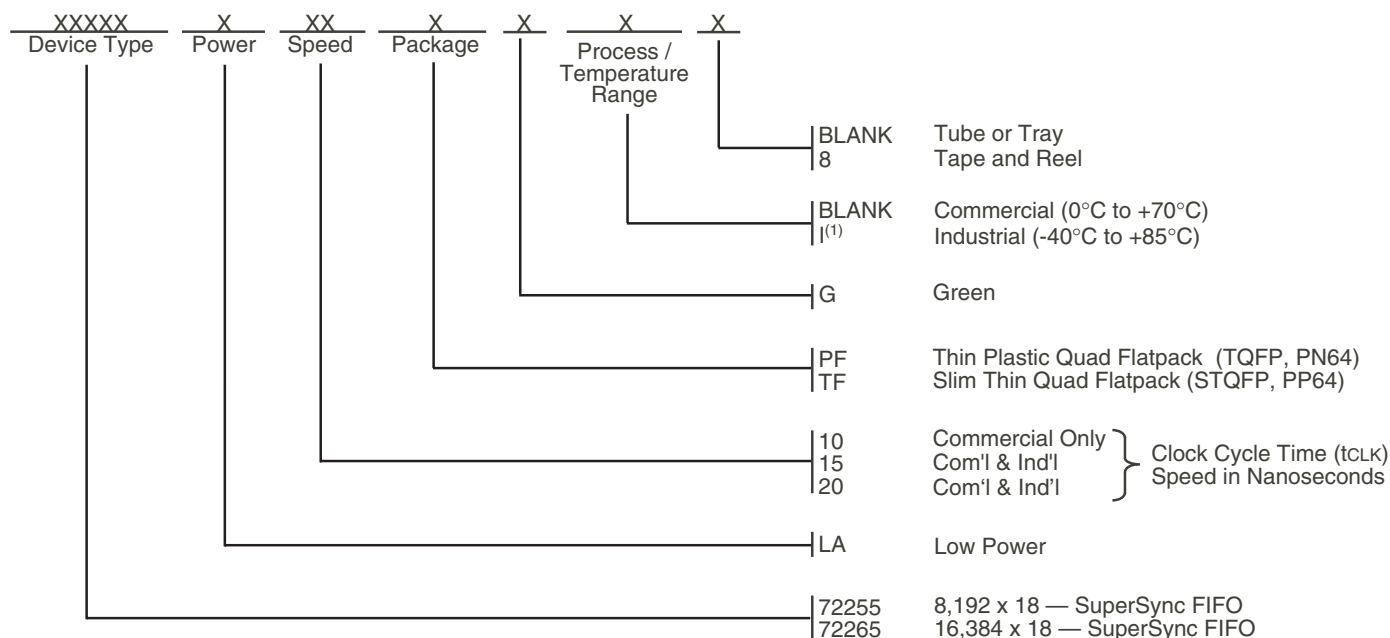 XXXXX X XX X X X X
Device Type Power Speed Package Process /
Temperature
Range
BLANK Tube or Tray
8 Tape and Reel
BLANK Commercial (0°C to +70°C)
I(1) Industrial (-40°C to +85°C)
G Green
PF Thin Plastic Quad Flatpack (TQFP, PN64)
TF Slim Thin Quad Flatpack (STQFP, PP64)
10 Commercial Only
15 Com'l & Ind'l Clock Cycle Time (tCLK)
20 Com‘l & Ind’l Speed in Nanoseconds
LA Low Power
72255 8,192 x 18 — SuperSync FIFO
72265 16,384 x 18 — SuperSync FIFO